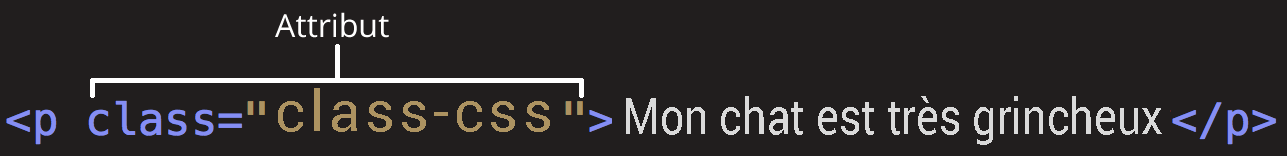 Attribut
<p class="class-css">Mon chat est très grincheux</p>